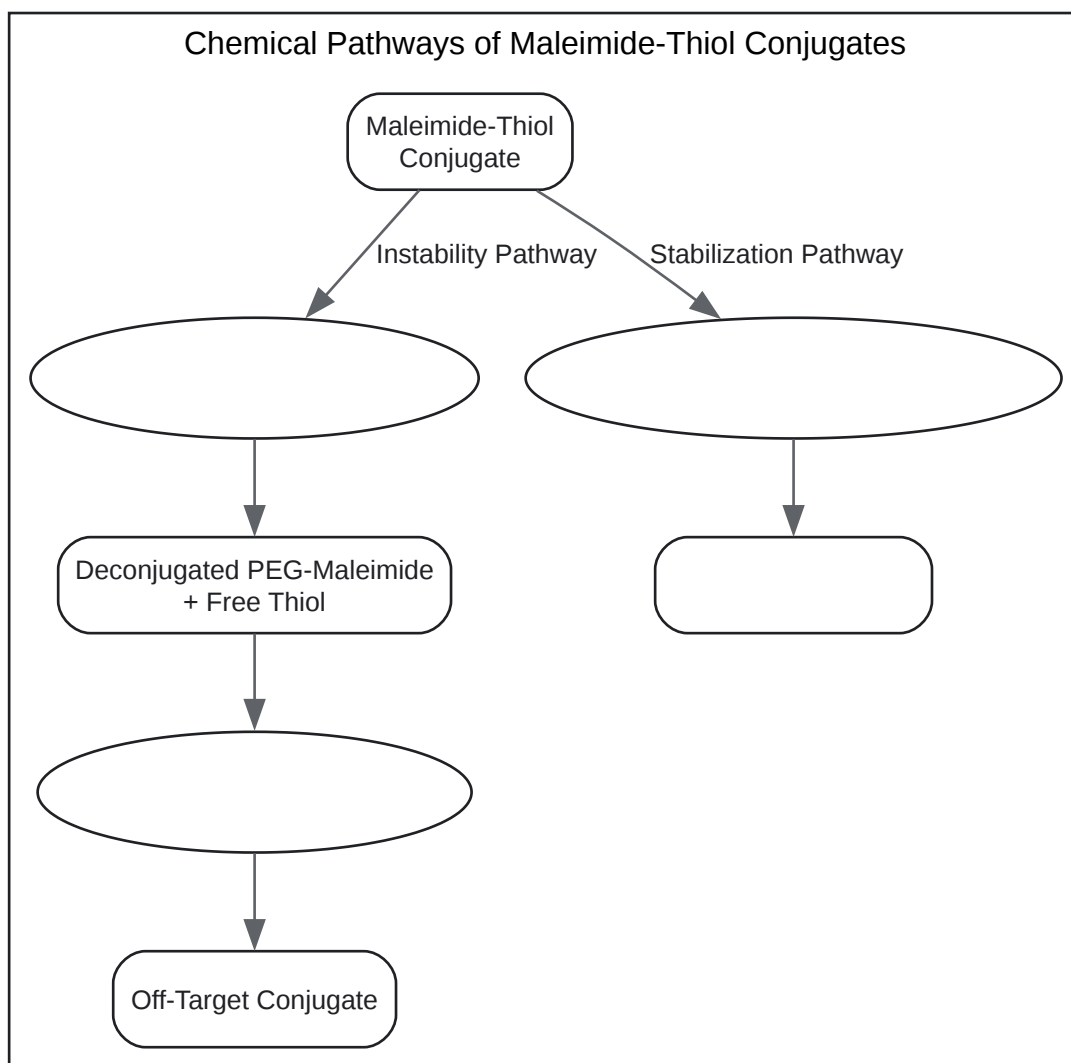 Chemical Pathways of Maleimide-Thiol Conjugates
Maleimide-Thiol
Conjugate
Instability Pathway
Stabilization Pathway
Deconjugated PEG-Maleimide
+ Free Thiol
Off-Target Conjugate